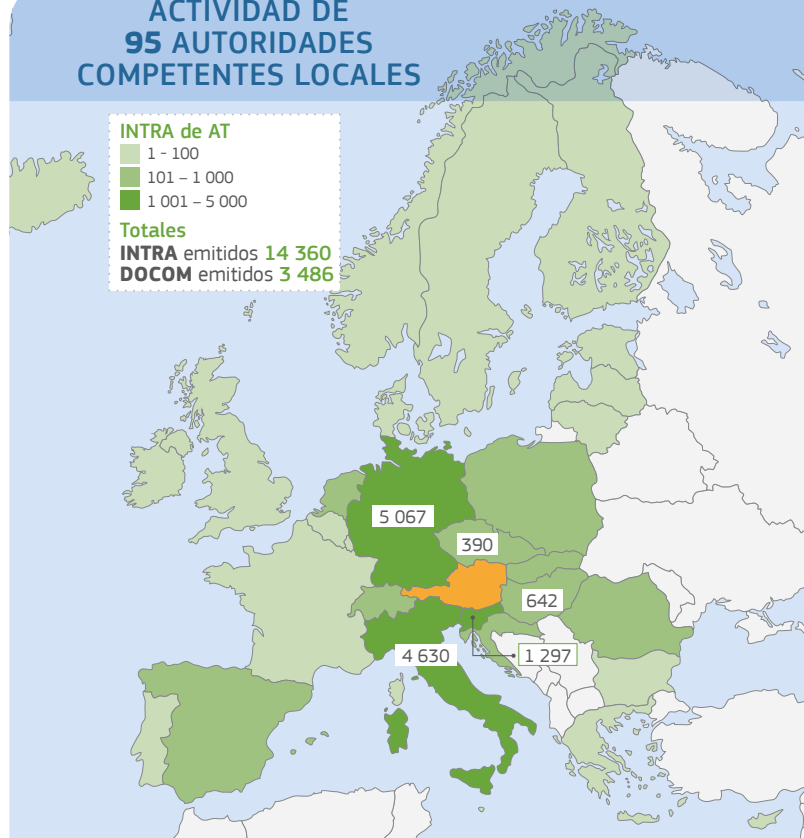 ACTIVIDAD DE
95 AUTORIDADES
COMPETENTES LOCALES
INTRA de AT
1 - 100
101 – 1 000
1 001 – 5 000
Totales
INTRA emitidos 14 360
DOCOM emitidos 3 486
5 067
390
642
4 630
1 297